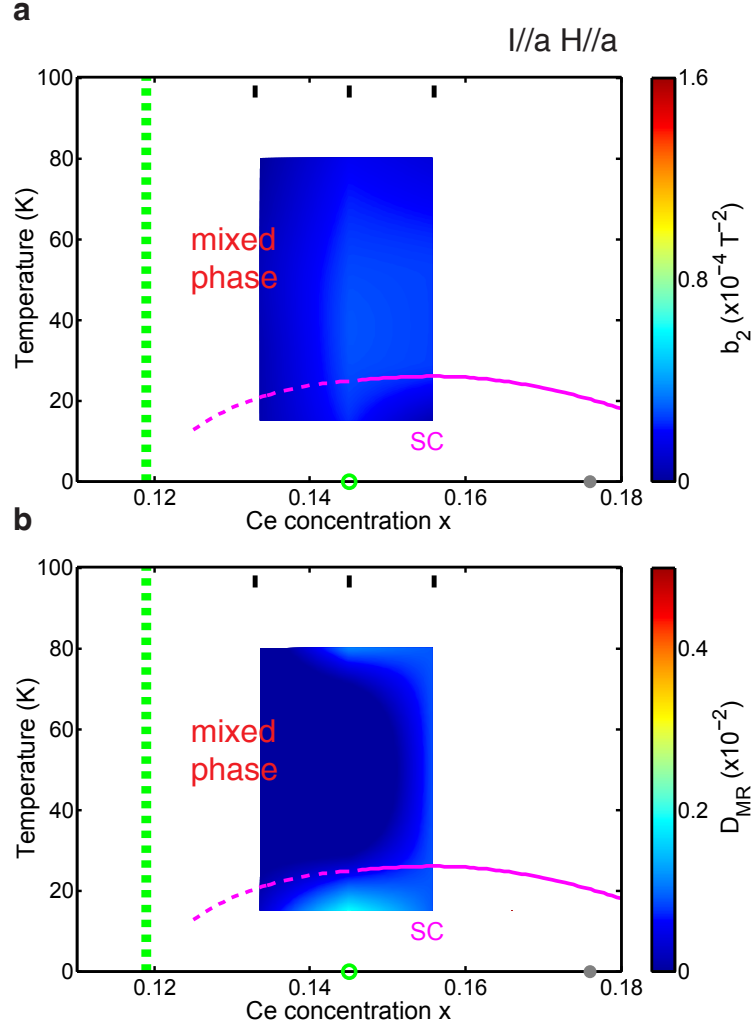 a
I//a H//a
100
80
60
40
20
0
Temperature (K)
mixed
phase
SC
0.12
0.14
0.16
0.18
Ce concentration x
1.6
0.8
0
b₂ (x10⁻⁴ T⁻²)
b
100
80
60
40
20
0
Temperature (K)
mixed
phase
SC
0.12
0.14
0.16
0.18
Ce concentration x
0.4
0.2
0
D_MR (x10⁻²)